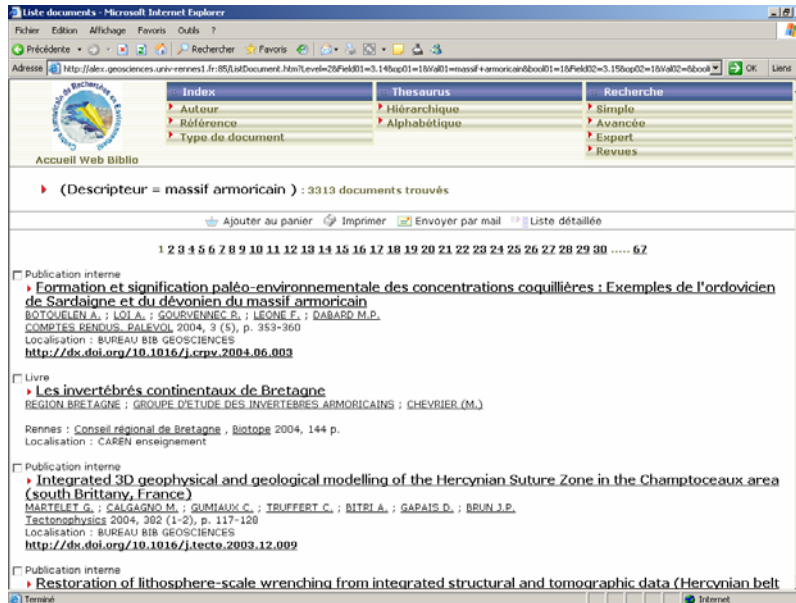 Liste documents - Microsoft Internet Explorer
Fichier Edition Affichage Favoris Outils ?
Précédente Rechercher Favoris
Adresse http://alex.geosciences.univ-rennes1.fr:85/ListDocument.htm?Level=2&Field01=3.14&op01=1&Val01=massif+armoricain&bool01=1&Field02=3.15&op02=1&Val02=&bool OK Liens
Centre Armoricain de Recherches en Environnement
:: Index :: Thesaurus :: Recherche
Auteur Hiérarchique Simple
Référence Alphabétique Avancée
Type de document Expert
Revues
Accueil Web Biblio
(Descripteur = massif armoricain ) : 3313 documents trouvés
Ajouter au panier Imprimer Envoyer par mail Liste détaillée
1 2 3 4 5 6 7 8 9 10 11 12 13 14 15 16 17 18 19 20 21 22 23 24 25 26 27 28 29 30 ..... 67
Publication interne
Formation et signification paléo-environnementale des concentrations coquillières : Exemples de l'ordovicien
de Sardaigne et du dévonien du massif armoricain
BOTQUELEN A. ; LOI A. ; GOURVENNEC R. ; LEONE F. ; DABARD M.P.
COMPTES RENDUS. PALEVOL 2004, 3 (5), p. 353-360
Localisation : BUREAU BIB GEOSCIENCES
http://dx.doi.org/10.1016/j.crpv.2004.06.003
Livre
Les invertébrés continentaux de Bretagne
REGION BRETAGNE ; GROUPE D'ETUDE DES INVERTEBRES ARMORICAINS ; CHEVRIER (M.)
Rennes : Conseil régional de Bretagne , Biotope 2004, 144 p.
Localisation : CAREN enseignement
Publication interne
Integrated 3D geophysical and geological modelling of the Hercynian Suture Zone in the Champtoceaux area
(south Brittany, France)
MARTELET G. ; CALGAGNO M. ; GUMIAUX C. ; TRUFFERT C. ; BITRI A. ; GAPAIS D. ; BRUN J.P.
Tectonophysics 2004, 382 (1-2), p. 117-128
Localisation : BUREAU BIB GEOSCIENCES
http://dx.doi.org/10.1016/j.tecto.2003.12.009
Publication interne
Restoration of lithosphere-scale wrenching from integrated structural and tomographic data (Hercynian belt
Terminé Internet